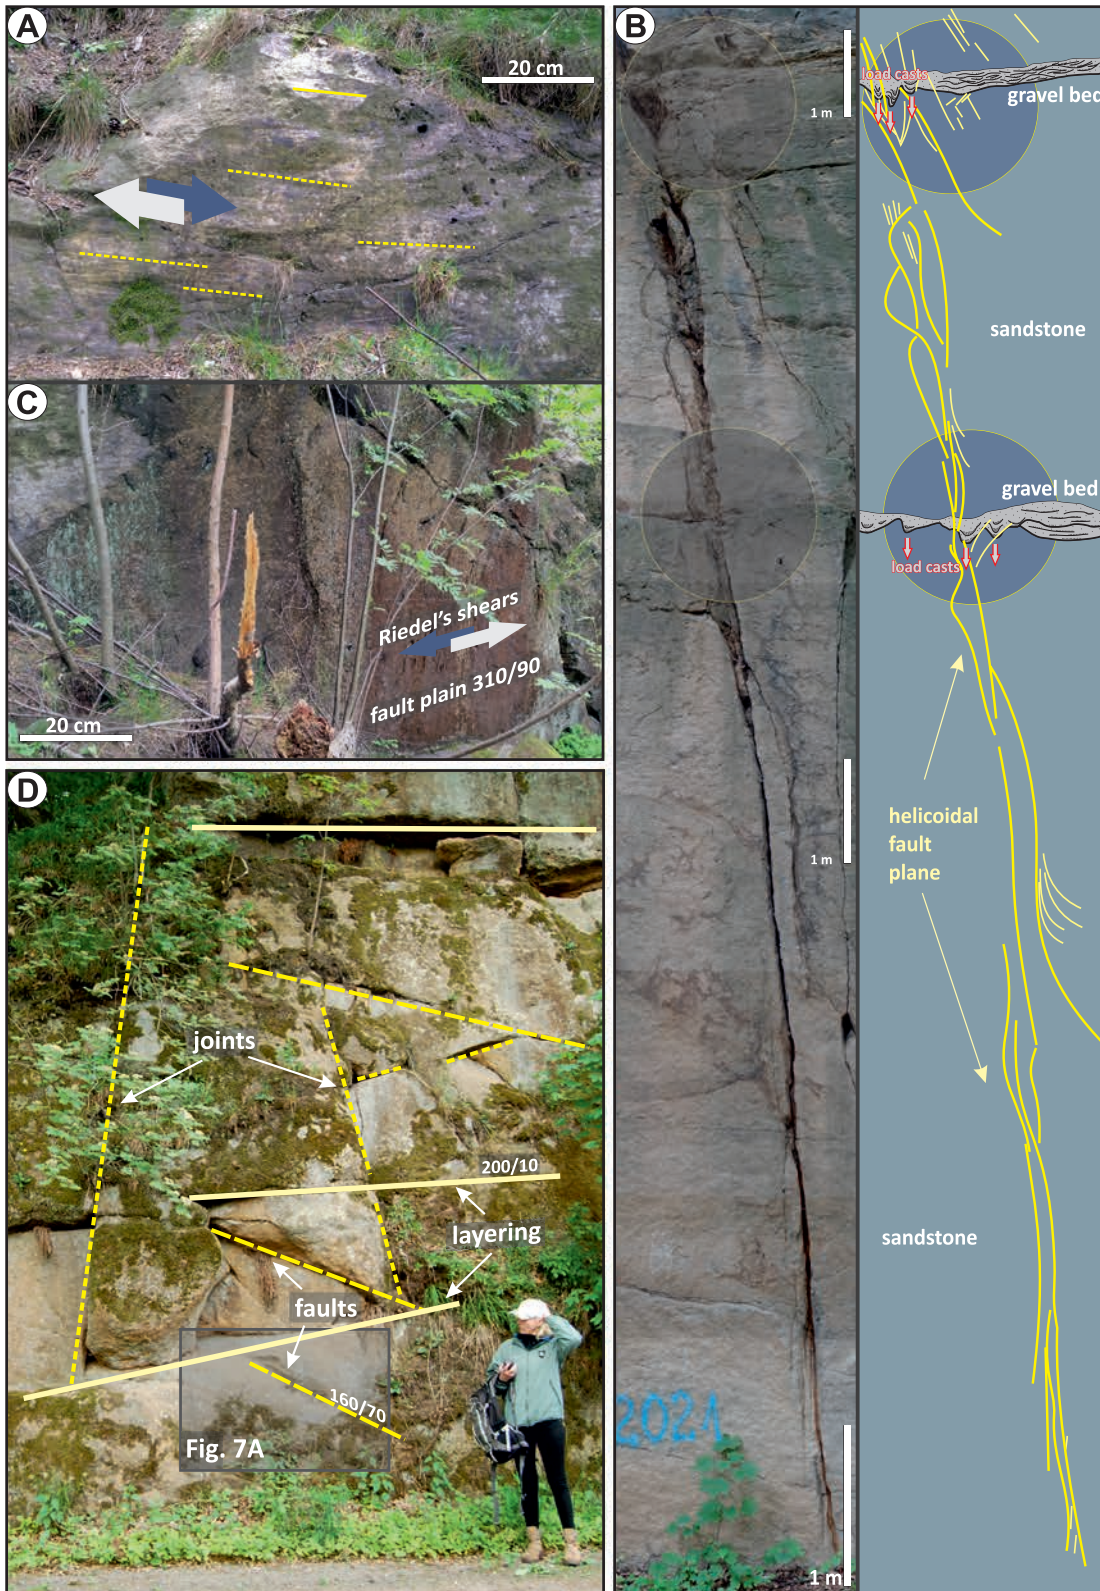 A
20 cm
C
Riedel's shears
fault plain 310/90
20 cm
D
joints
200/10
layering
faults
160/70
Fig. 7A
B
1 m
1 m
2021
1 m
load casts
gravel bed
sandstone
gravel bed
load casts
helicoidal
fault
plane
sandstone